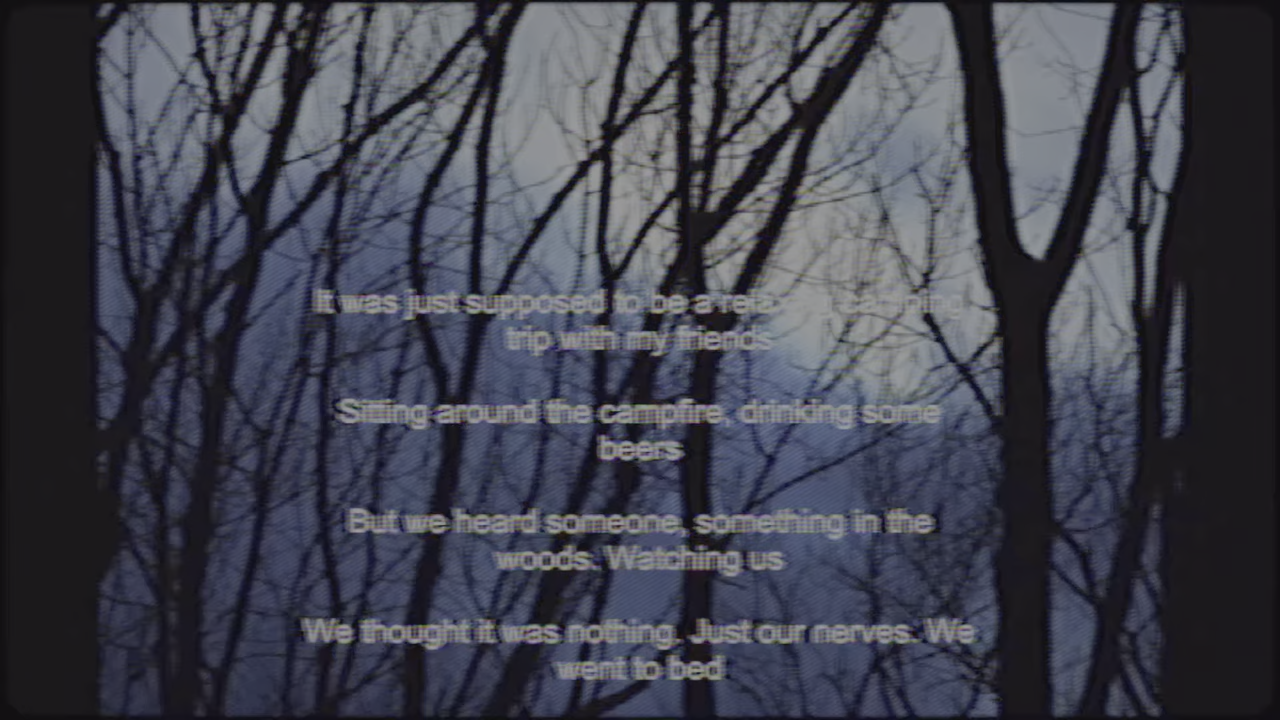 It was just supposed to be a relaxing camping
trip with my friends
Sitting around the campfire, drinking some
beers
But we heard someone, something in the
woods. Watching us
We thought it was nothing. Just our nerves. We
went to bed